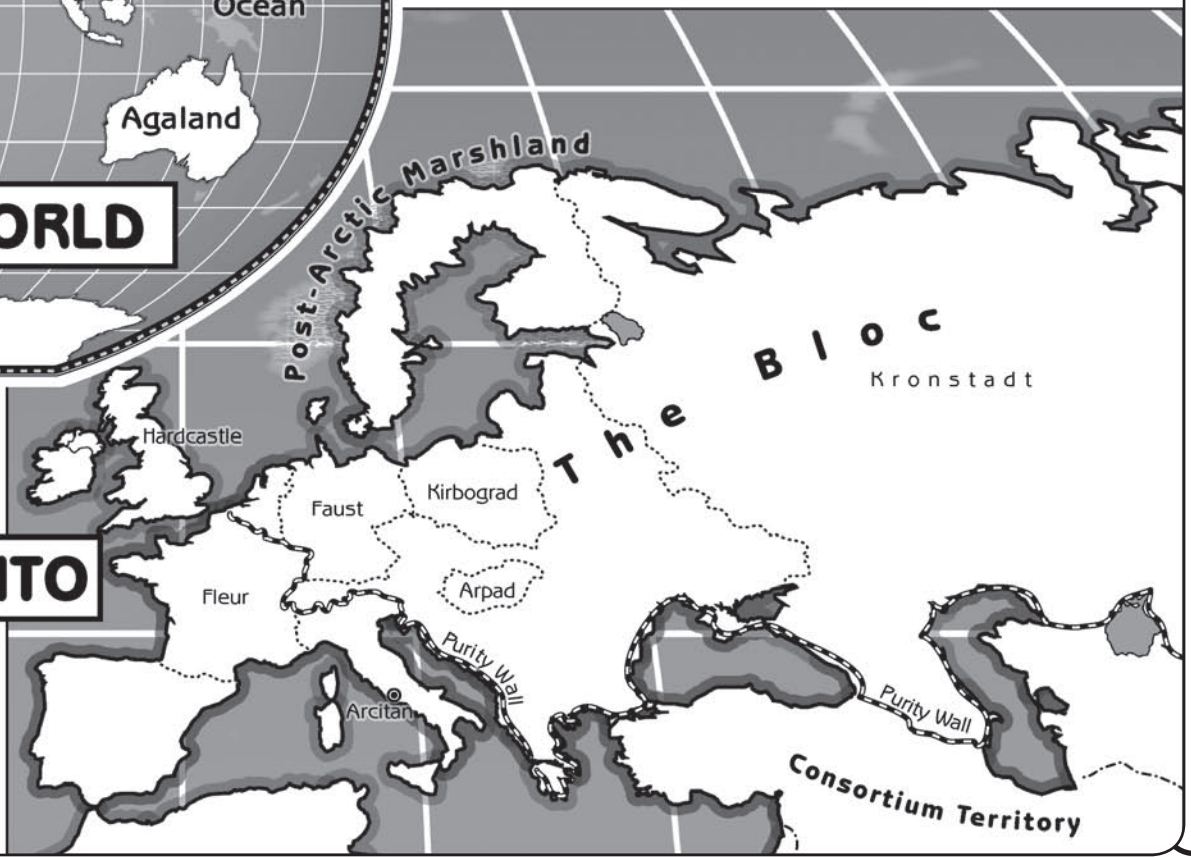 Ocean
Agaland
ORLD
Post-Arctic Marshland
The Bloc
Kronstadt
Hardcastle
Kirbograd
Faust
ITO
Arpad
Fleur
Purity Wall
Arcitan
Purity Wall
Consortium Territory